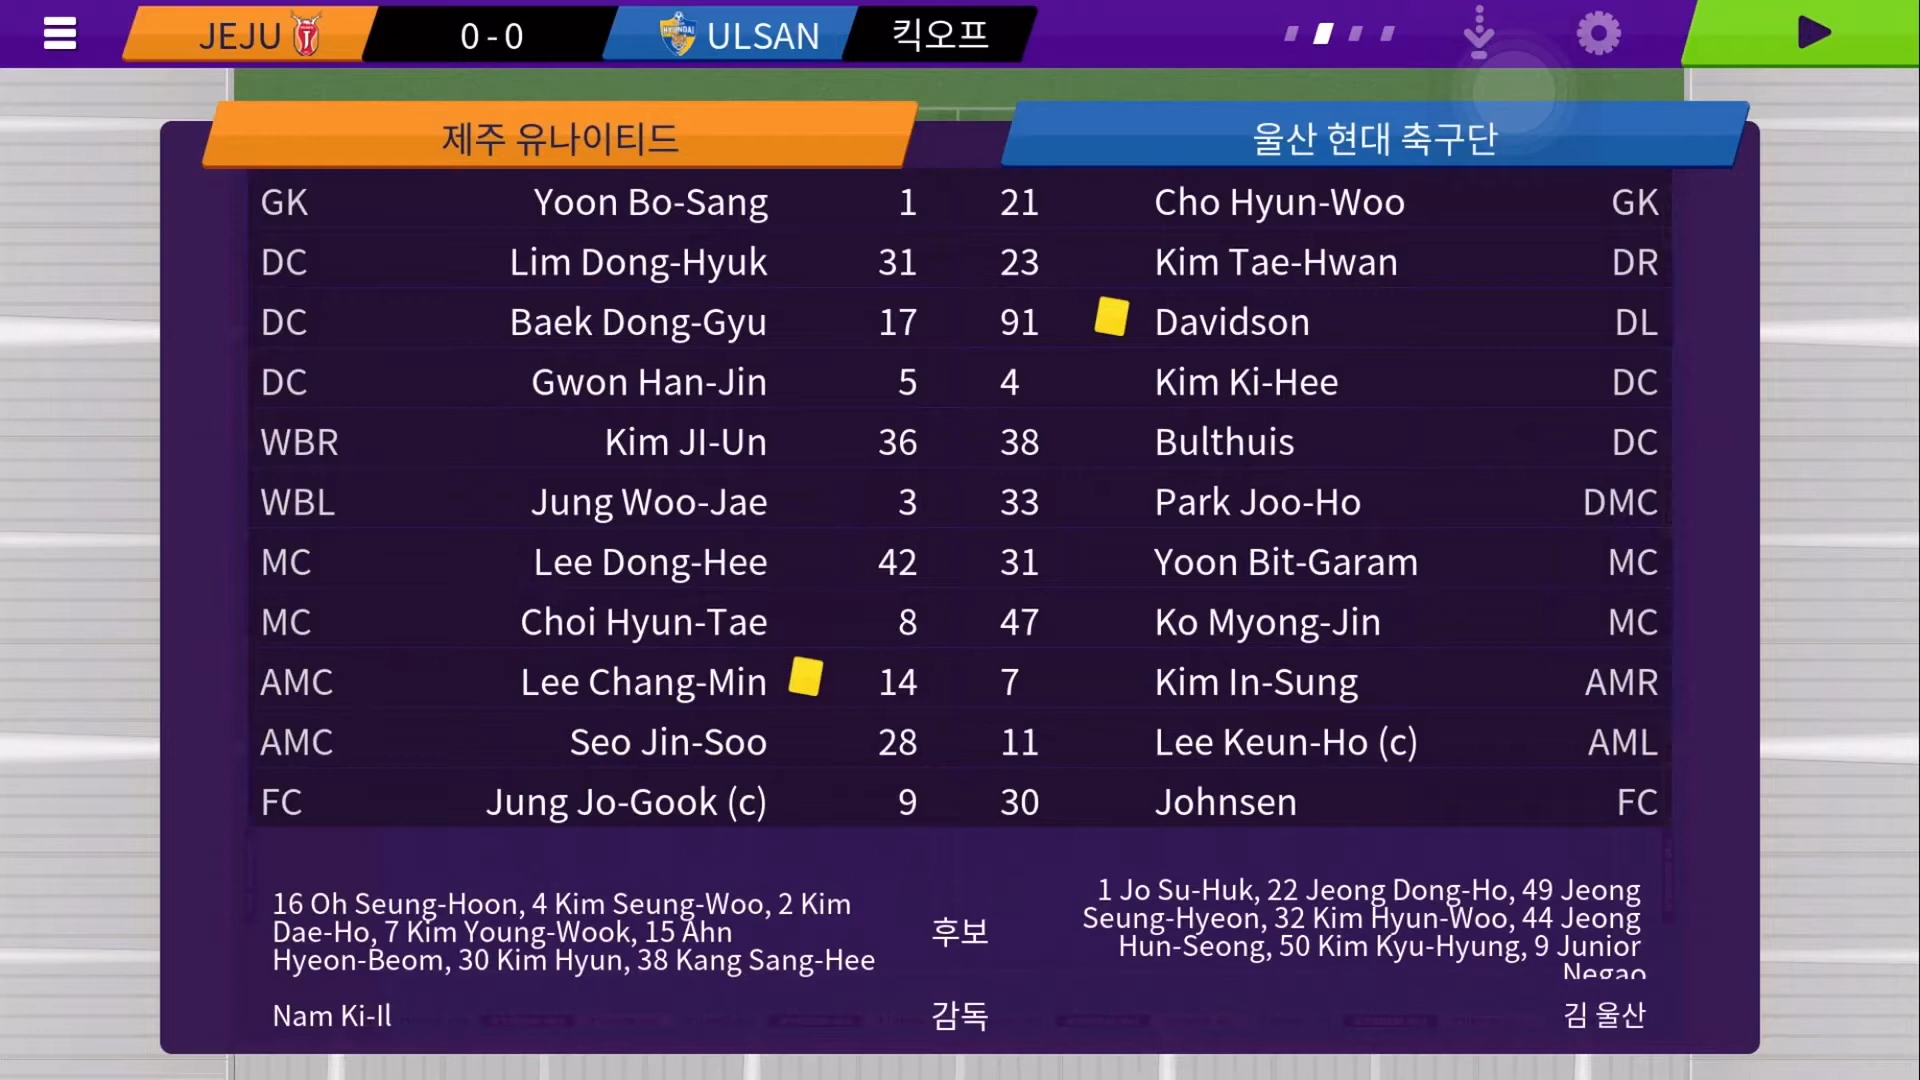 JEJU 0 - 0 ULSAN 킥오프
제주 유나이티드 울산 현대 축구단
GK Yoon Bo-Sang 1 21 Cho Hyun-Woo GK
DC Lim Dong-Hyuk 31 23 Kim Tae-Hwan DR
DC Baek Dong-Gyu 17 91 Davidson DL
DC Gwon Han-Jin 5 4 Kim Ki-Hee DC
WBR Kim JI-Un 36 38 Bulthuis DC
WBL Jung Woo-Jae 3 33 Park Joo-Ho DMC
MC Lee Dong-Hee 42 31 Yoon Bit-Garam MC
MC Choi Hyun-Tae 8 47 Ko Myong-Jin MC
AMC Lee Chang-Min 14 7 Kim In-Sung AMR
AMC Seo Jin-Soo 28 11 Lee Keun-Ho (c) AML
FC Jung Jo-Gook (c) 9 30 Johnsen FC
16 Oh Seung-Hoon, 4 Kim Seung-Woo, 2 Kim
Dae-Ho, 7 Kim Young-Wook, 15 Ahn
Hyeon-Beom, 30 Kim Hyun, 38 Kang Sang-Hee
후보
1 Jo Su-Huk, 22 Jeong Dong-Ho, 49 Jeong
Seung-Hyeon, 32 Kim Hyun-Woo, 44 Jeong
Hun-Seong, 50 Kim Kyu-Hyung, 9 Junior
Negao
Nam Ki-Il 감독 김 울산